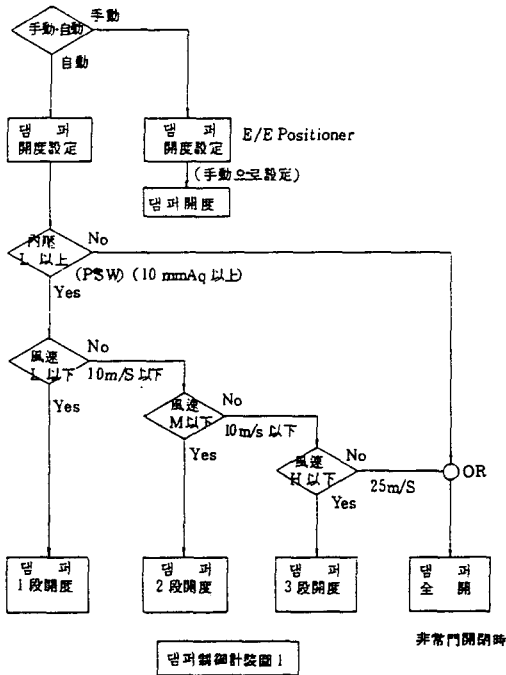 手動
手動·自動
自動
댐 퍼
開度設定
댐 퍼
開度設定
E/E Positioner
(手動으로設定)
댐퍼開度
內壓
L 以上
No
(PSW) (10 mmAq 以上)
Yes
風速
L 以下
No
10m/S 以下
Yes
風速
M 以下
No
10m/s 以下
Yes
風速
H 以下
No
25m/S
OR
Yes
댐 퍼
1段開度
댐 퍼
2段開度
댐 퍼
3段開度
댐 퍼
全 開
非常門開閉時
댐퍼制御計裝圖 1